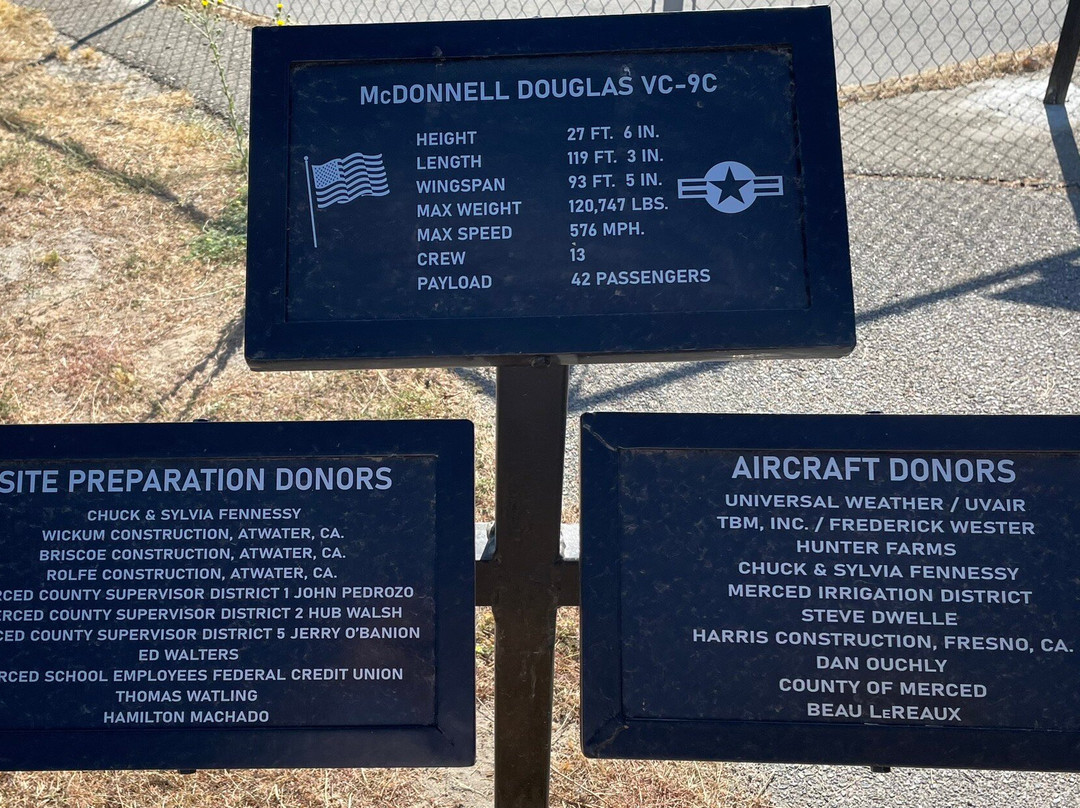 McDONNELL DOUGLAS VC-9C
HEIGHT 27 FT. 6 IN.
LENGTH 119 FT. 3 IN.
WINGSPAN 93 FT. 5 IN.
MAX WEIGHT 120,747 LBS.
MAX SPEED 576 MPH.
CREW 13
PAYLOAD 42 PASSENGERS
SITE PREPARATION DONORS
CHUCK & SYLVIA FENNESSY
WICKUM CONSTRUCTION, ATWATER, CA.
BRISCOE CONSTRUCTION, ATWATER, CA.
ROLFE CONSTRUCTION, ATWATER, CA.
RCED COUNTY SUPERVISOR DISTRICT 1 JOHN PEDROZO
ERCED COUNTY SUPERVISOR DISTRICT 2 HUB WALSH
CED COUNTY SUPERVISOR DISTRICT 5 JERRY O'BANION
ED WALTERS
RCED SCHOOL EMPLOYEES FEDERAL CREDIT UNION
THOMAS WATLING
HAMILTON MACHADO
AIRCRAFT DONORS
UNIVERSAL WEATHER / UVAIR
TBM, INC. / FREDERICK WESTER
HUNTER FARMS
CHUCK & SYLVIA FENNESSY
MERCED IRRIGATION DISTRICT
STEVE DWELLE
HARRIS CONSTRUCTION, FRESNO, CA.
DAN OUCHLY
COUNTY OF MERCED
BEAU LEREAUX